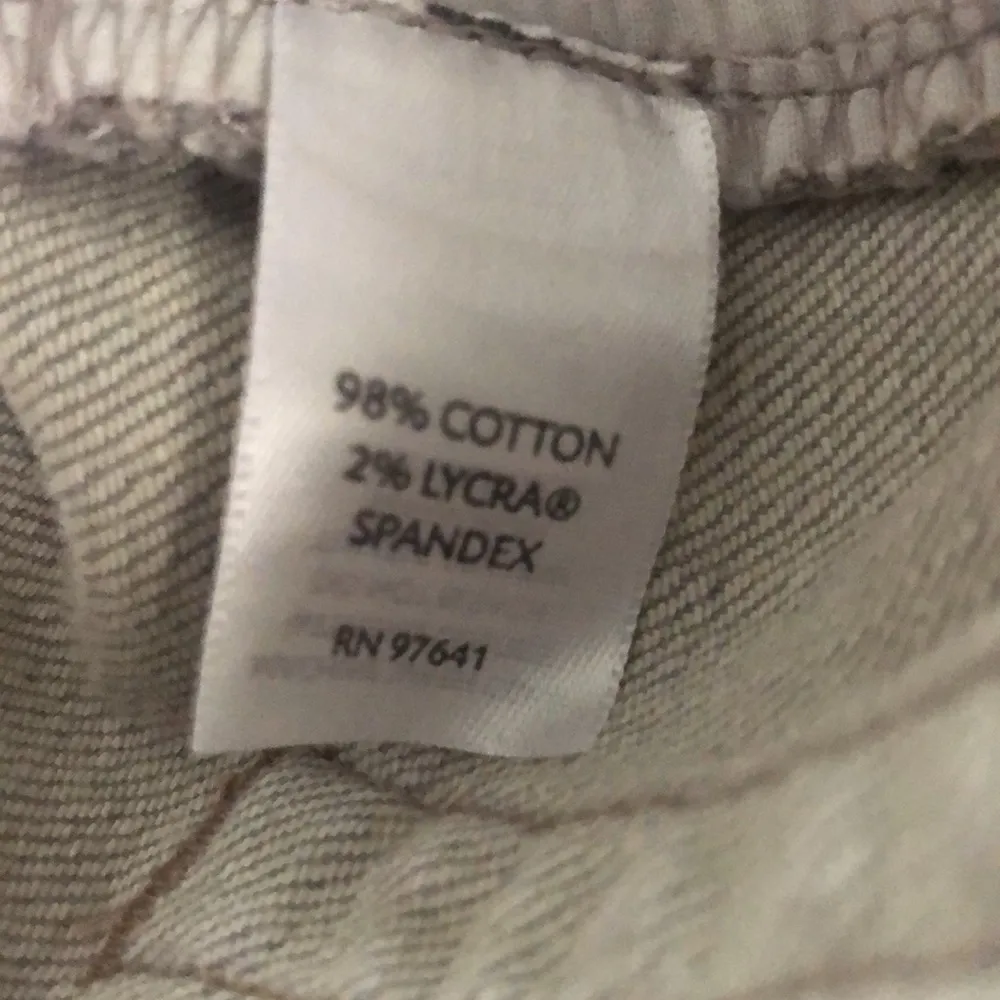 98% COTTON
2% LYCRA®
SPANDEX
RN 97641